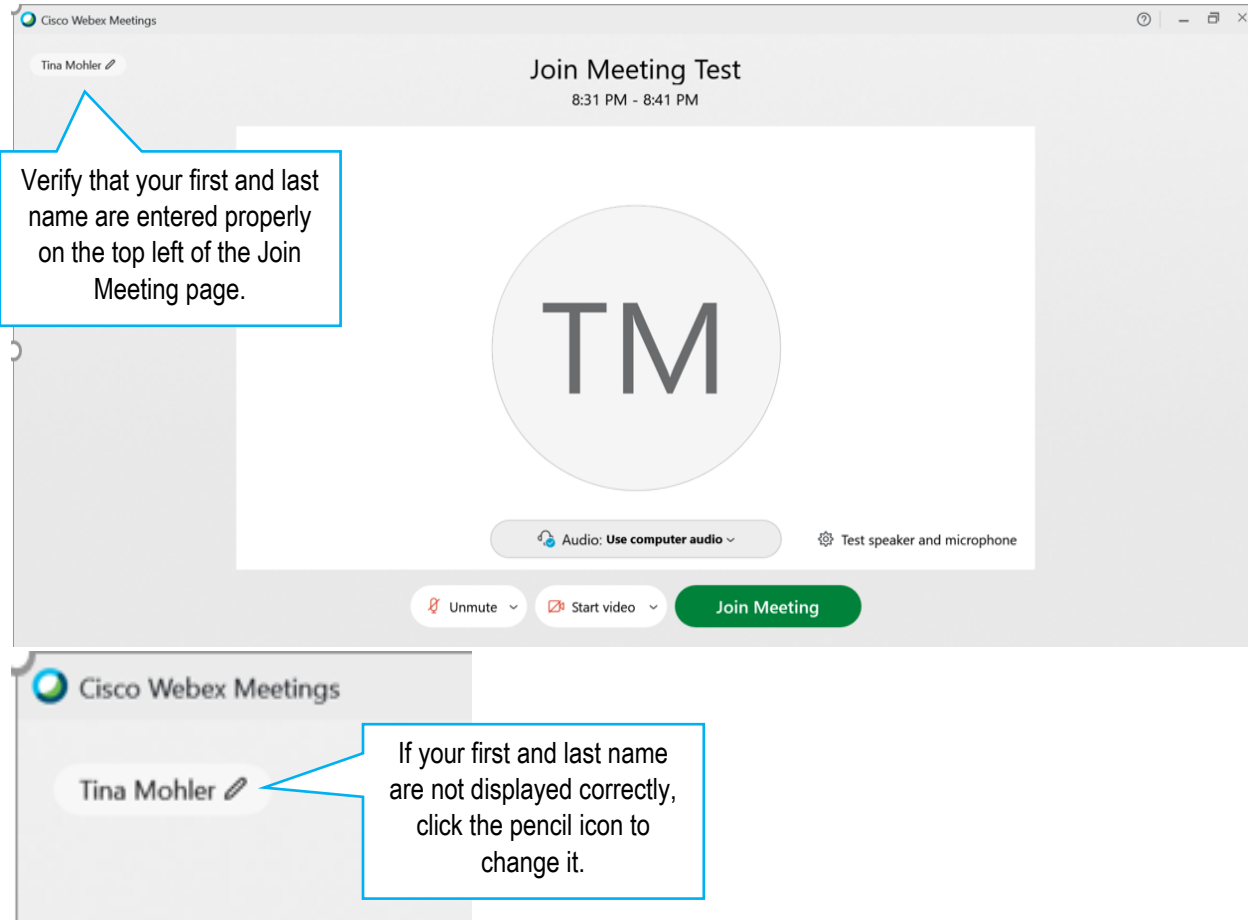 Cisco Webex Meetings
Tina Mohler
Join Meeting Test
8:31 PM - 8:41 PM
Verify that your first and last
name are entered properly
on the top left of the Join
Meeting page.
TM
Audio: Use computer audio
Test speaker and microphone
Unmute
Start video
Join Meeting
Cisco Webex Meetings
Tina Mohler
If your first and last name
are not displayed correctly,
click the pencil icon to
change it.